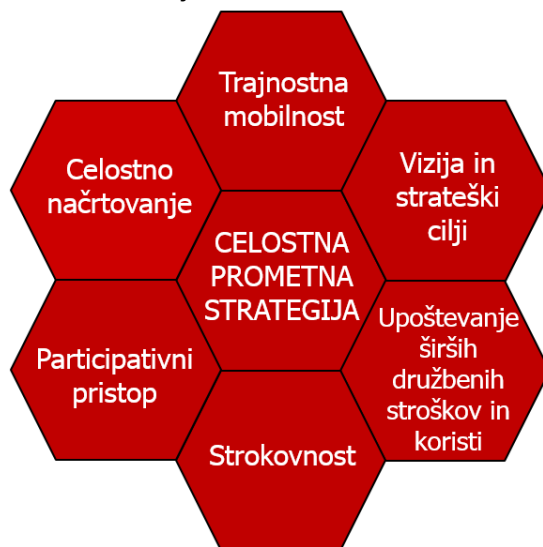 Trajnostna
mobilnost
Celostno
načrtovanje
Vizija in
strateški
cilji
CELOSTNA
PROMETNA
STRATEGIJA
Participativni
pristop
Upoštevanje
širših
družbenih
stroškov in
koristi
Strokovnost